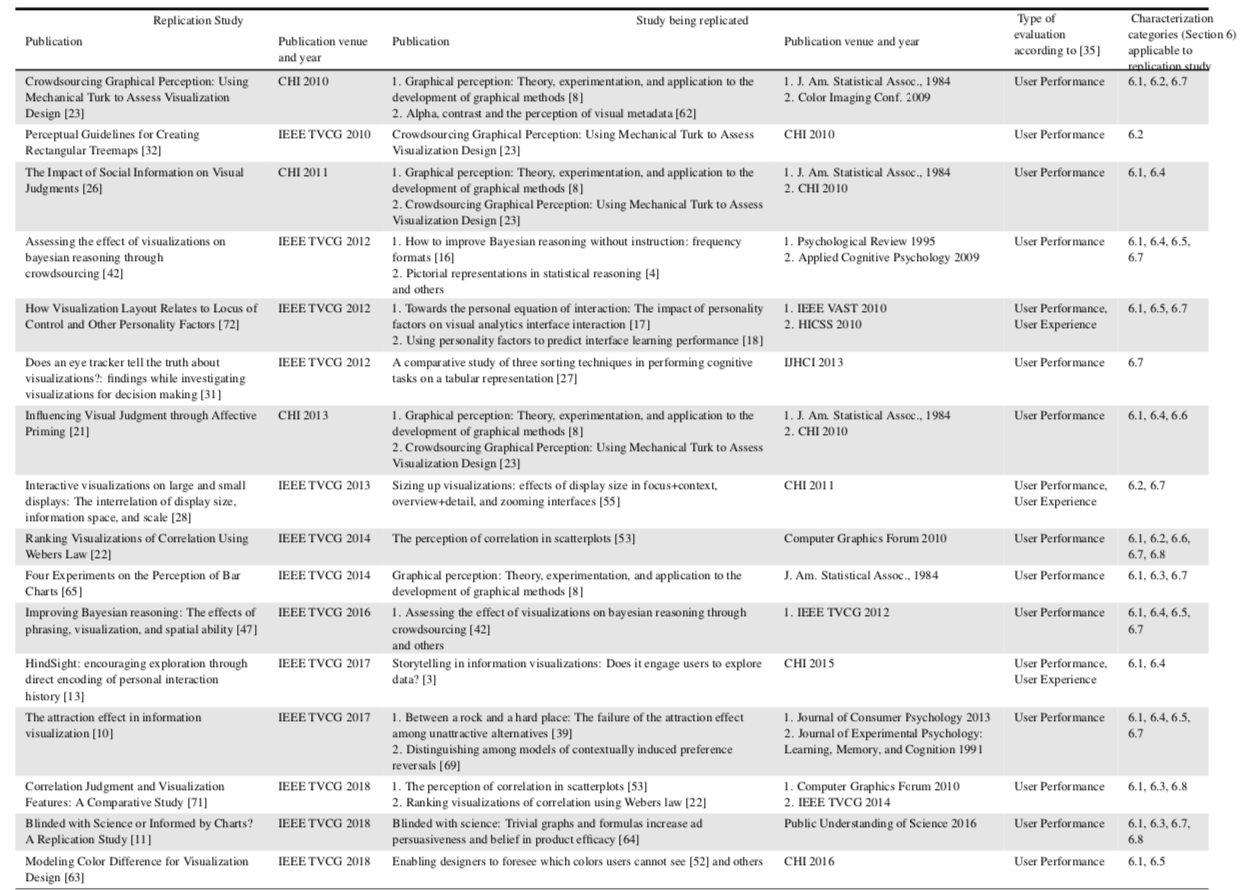 Replication Study
Study being replicated
Type of
evaluation
according to [35]
Characterization
categories (Section 6)
applicable to
replication study
Publication
Publication venue
and year
Publication
Publication venue and year
Crowdsourcing Graphical Perception: Using
Mechanical Turk to Assess Visualization
Design [23]
CHI 2010
1. Graphical perception: Theory, experimentation, and application to the
development of graphical methods [8]
2. Alpha, contrast and the perception of visual metadata [62]
1. J. Am. Statistical Assoc., 1984
2. Color Imaging Conf. 2009
User Performance
6.1, 6.2, 6.7
Perceptual Guidelines for Creating
Rectangular Treemaps [32]
IEEE TVCG 2010
Crowdsourcing Graphical Perception: Using Mechanical Turk to Assess
Visualization Design [23]
CHI 2010
User Performance
6.2
The Impact of Social Information on Visual
Judgments [26]
CHI 2011
1. Graphical perception: Theory, experimentation, and application to the
development of graphical methods [8]
2. Crowdsourcing Graphical Perception: Using Mechanical Turk to Assess
Visualization Design [23]
1. J. Am. Statistical Assoc., 1984
2. CHI 2010
User Performance
6.1, 6.4
Assessing the effect of visualizations on
bayesian reasoning through
crowdsourcing [42]
IEEE TVCG 2012
1. How to improve Bayesian reasoning without instruction: frequency
formats [16]
2. Pictorial representations in statistical reasoning [4]
and others
1. Psychological Review 1995
2. Applied Cognitive Psychology 2009
User Performance
6.1, 6.4, 6.5,
6.7
How Visualization Layout Relates to Locus of
Control and Other Personality Factors [72]
IEEE TVCG 2012
1. Towards the personal equation of interaction: The impact of personality
factors on visual analytics interface interaction [17]
2. Using personality factors to predict interface learning performance [18]
1. IEEE VAST 2010
2. HICSS 2010
User Performance,
User Experience
6.1, 6.5, 6.7
Does an eye tracker tell the truth about
visualizations?: findings while investigating
visualizations for decision making [31]
IEEE TVCG 2012
A comparative study of three sorting techniques in performing cognitive
tasks on a tabular representation [27]
IJHCI 2013
User Performance
6.7
Influencing Visual Judgment through Affective
Priming [21]
CHI 2013
1. Graphical perception: Theory, experimentation, and application to the
development of graphical methods [8]
2. Crowdsourcing Graphical Perception: Using Mechanical Turk to Assess
Visualization Design [23]
1. J. Am. Statistical Assoc., 1984
2. CHI 2010
User Performance
6.1, 6.4, 6.6
Interactive visualizations on large and small
displays: The interrelation of display size,
information space, and scale [28]
IEEE TVCG 2013
Sizing up visualizations: effects of display size in focus+context,
overview+detail, and zooming interfaces [55]
CHI 2011
User Performance,
User Experience
6.2, 6.7
Ranking Visualizations of Correlation Using
Webers Law [22]
IEEE TVCG 2014
The perception of correlation in scatterplots [53]
Computer Graphics Forum 2010
User Performance
6.1, 6.2, 6.6,
6.7, 6.8
Four Experiments on the Perception of Bar
Charts [65]
IEEE TVCG 2014
Graphical perception: Theory, experimentation, and application to the
development of graphical methods [8]
J. Am. Statistical Assoc., 1984
User Performance
6.1, 6.3, 6.7
Improving Bayesian reasoning: The effects of
phrasing, visualization, and spatial ability [47]
IEEE TVCG 2016
1. Assessing the effect of visualizations on bayesian reasoning through
crowdsourcing [42]
and others
1. IEEE TVCG 2012
User Performance
6.1, 6.4, 6.5,
6.7
HindSight: encouraging exploration through
direct encoding of personal interaction
history [13]
IEEE TVCG 2017
Storytelling in information visualizations: Does it engage users to explore
data? [3]
CHI 2015
User Performance,
User Experience
6.1, 6.4
The attraction effect in information
visualization [10]
IEEE TVCG 2017
1. Between a rock and a hard place: The failure of the attraction effect
among unattractive alternatives [39]
2. Distinguishing among models of contextually induced preference
reversals [69]
1. Journal of Consumer Psychology 2013
2. Journal of Experimental Psychology:
Learning, Memory, and Cognition 1991
User Performance
6.1, 6.4, 6.5,
6.7
Correlation Judgment and Visualization
Features: A Comparative Study [71]
IEEE TVCG 2018
1. The perception of correlation in scatterplots [53]
2. Ranking visualizations of correlation using Webers law [22]
1. Computer Graphics Forum 2010
2. IEEE TVCG 2014
User Performance
6.1, 6.3, 6.8
Blinded with Science or Informed by Charts?
A Replication Study [11]
IEEE TVCG 2018
Blinded with science: Trivial graphs and formulas increase ad
persuasiveness and belief in product efficacy [64]
Public Understanding of Science 2016
User Performance
6.1, 6.3, 6.7,
6.8
Modeling Color Difference for Visualization
Design [63]
IEEE TVCG 2018
Enabling designers to foresee which colors users cannot see [52] and others
CHI 2016
User Performance
6.1, 6.5